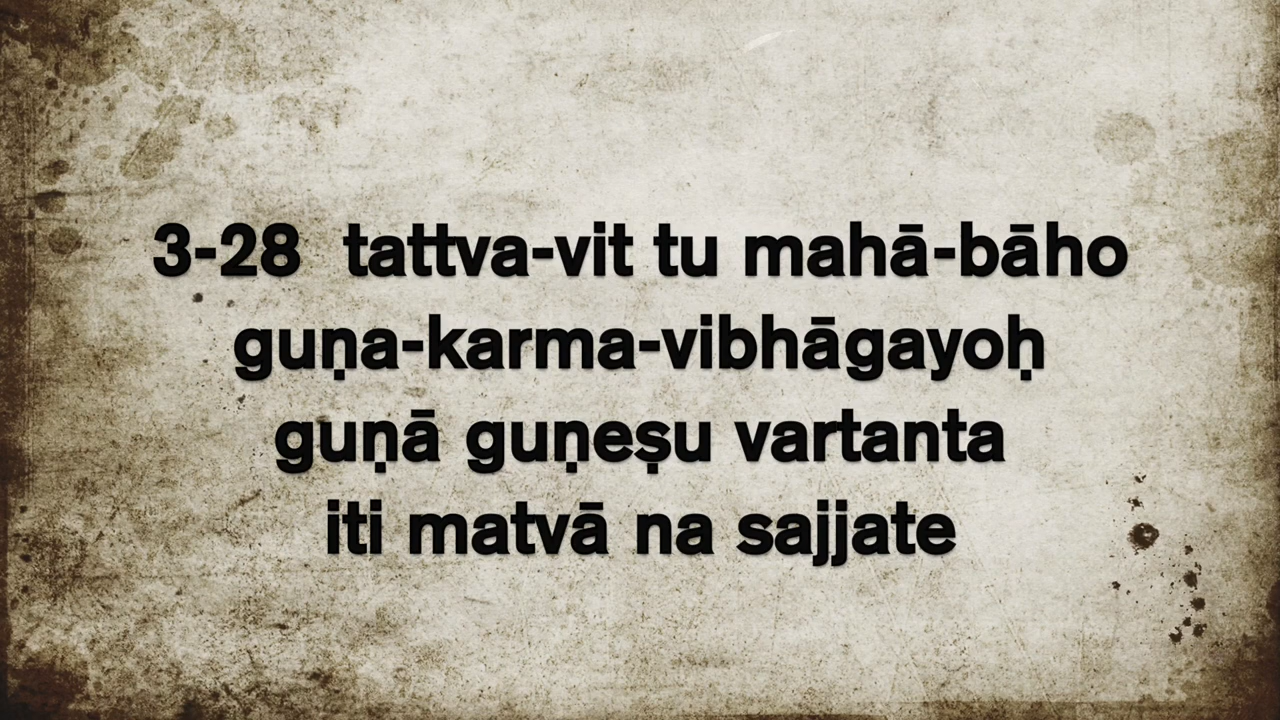 3-28  tattva-vit tu mahā-bāho
guṇa-karma-vibhāgayoḥ
guṇā guṇeṣu vartanta
iti matvā na sajjate